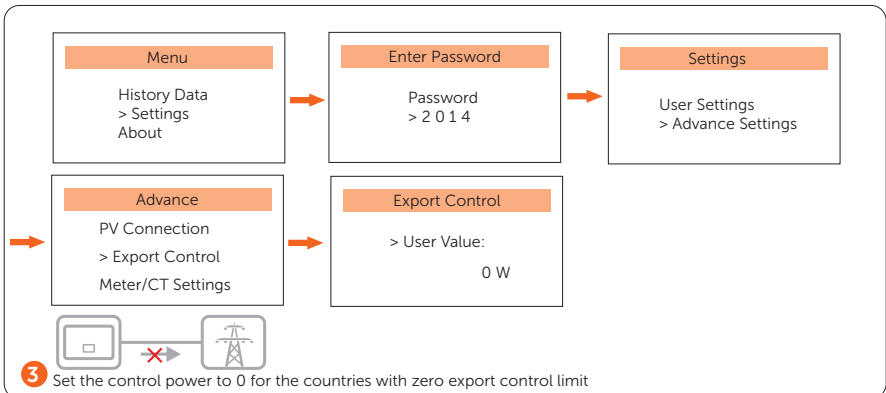 Menu
History Data
> Settings
About
Enter Password
Password
> 2 0 1 4
Settings
User Settings
> Advance Settings
Advance
PV Connection
> Export Control
Meter/CT Settings
Export Control
> User Value:
0 W
3 Set the control power to 0 for the countries with zero export control limit